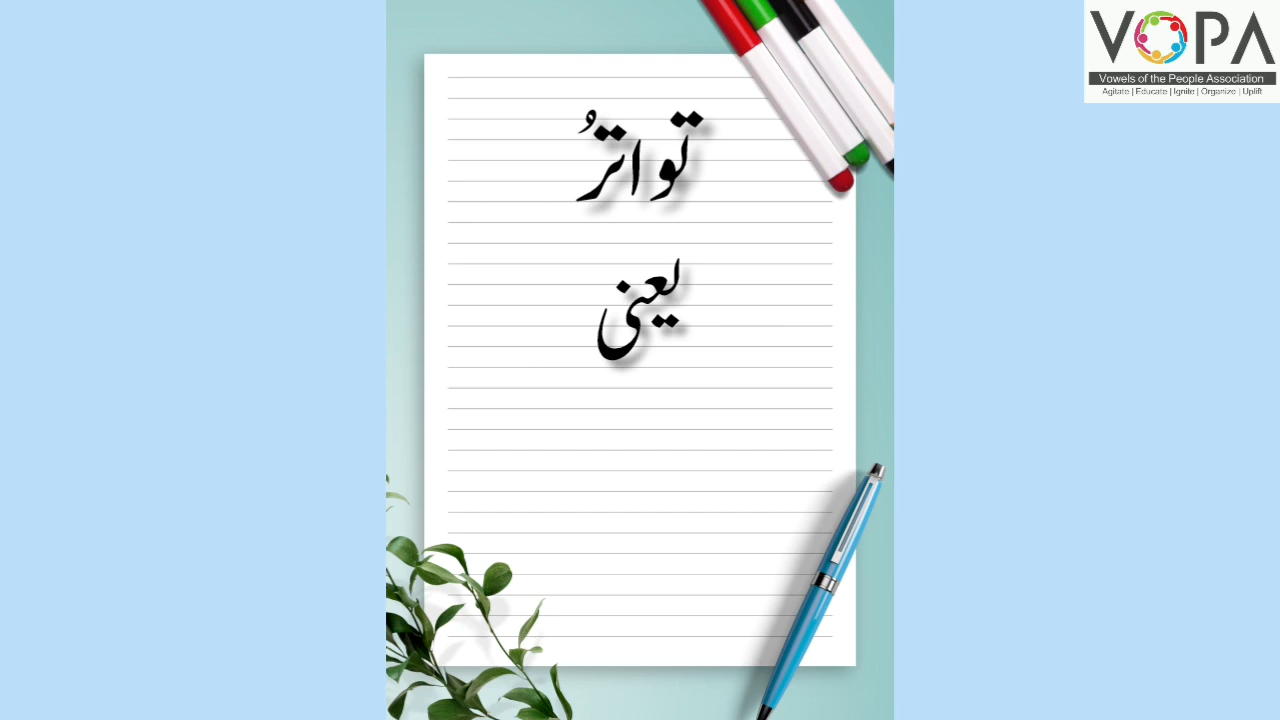 تواترُ
یعنی
VOPA
Vowels of the People Association
Agitate | Educate | Ignite | Organize | Uplift